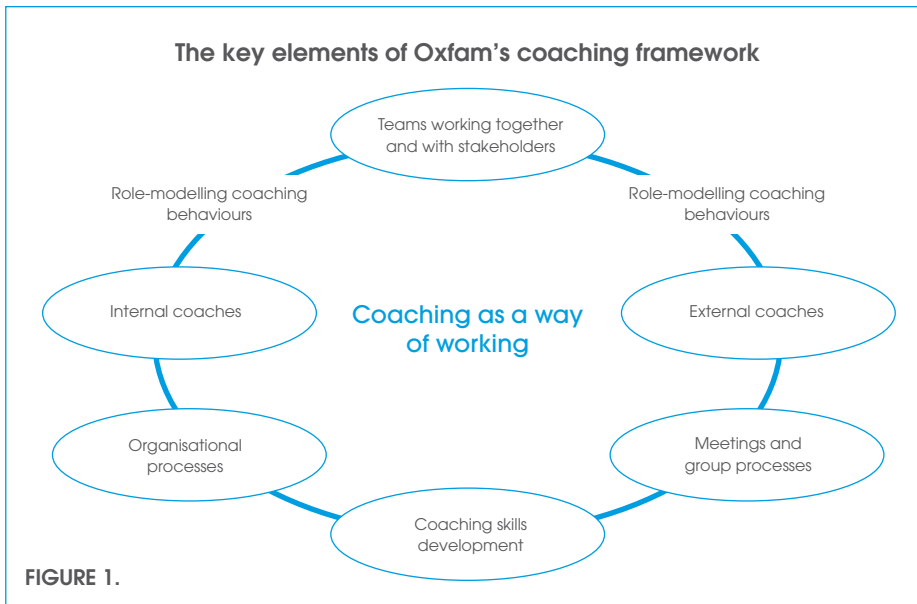 The key elements of Oxfam's coaching framework
Teams working together
and with stakeholders
Role-modelling coaching
behaviours
Role-modelling coaching
behaviours
Internal coaches
Coaching as a way
of working
External coaches
Organisational
processes
Meetings and
group processes
Coaching skills
development
FIGURE 1.